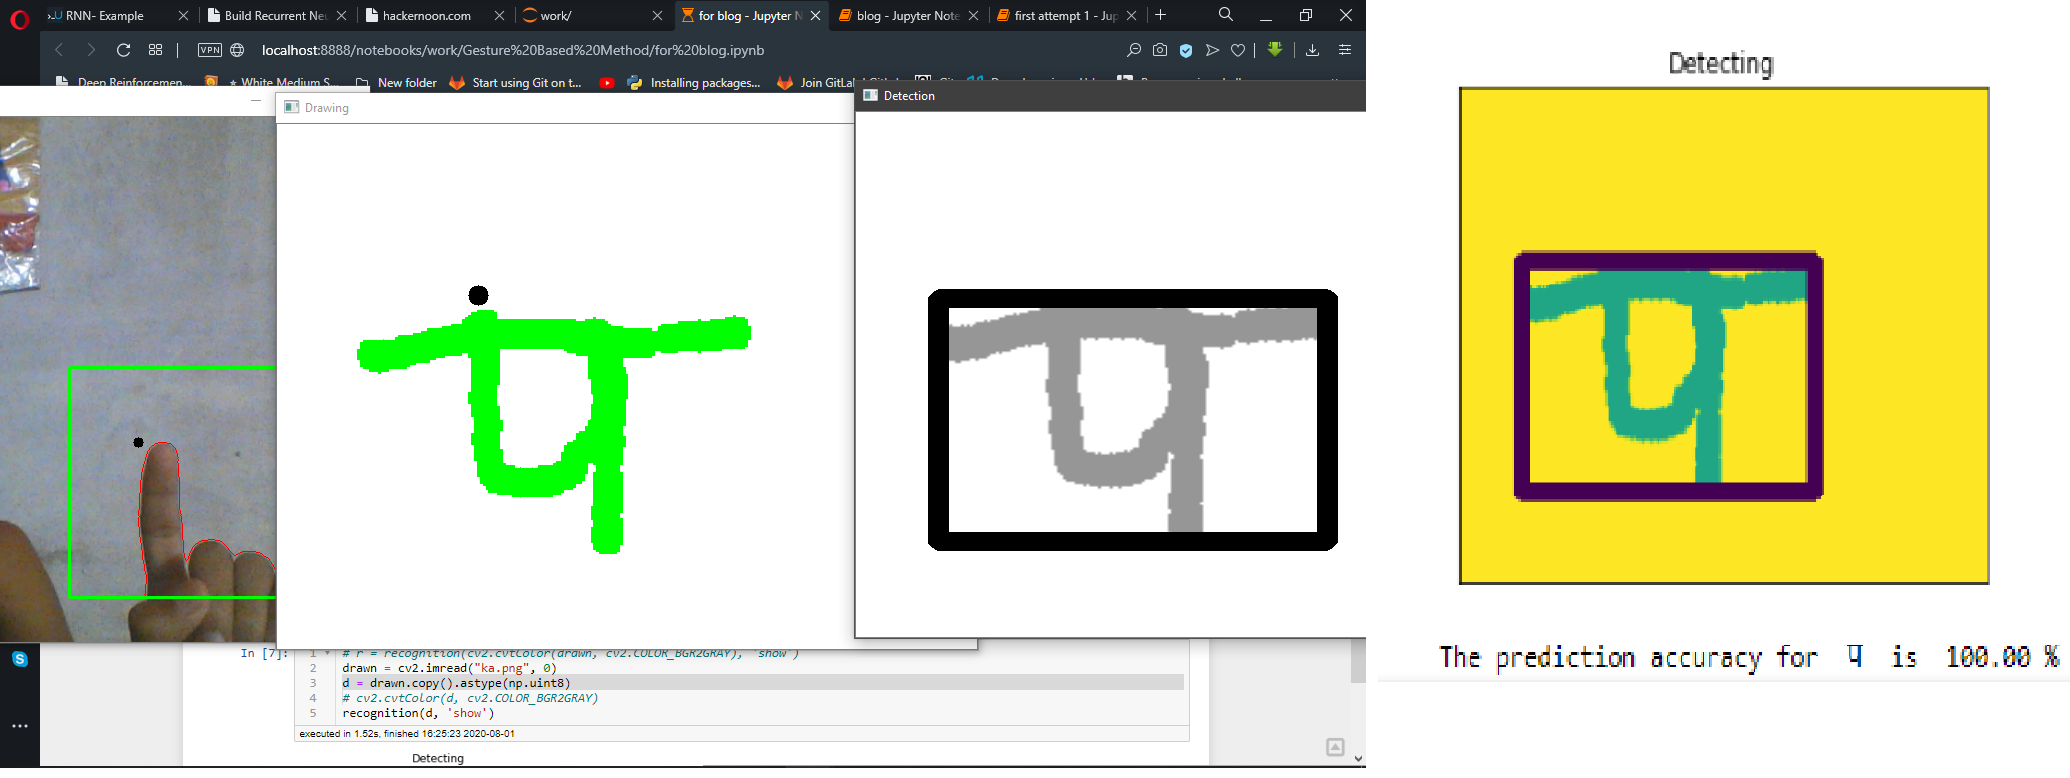 RNN- Example
Build Recurrent Neu
hackernoon.com
work/
for blog - Jupyter N
blog - Jupyter Note
first attempt 1 - Jup
VPN
localhost:8888/notebooks/work/Gesture%20Based%20Method/for%20blog.ipynb
Deep Reinforcemen...
White Medium S...
New folder
Start using Git on t...
Installing packages...
Join GitLa
Drawing
Detection
प
In [7]:
1 # r = recognition(cv2.cvtColor(drawn, cv2.COLOR_BGR2GRAY), 'show')
2 drawn = cv2.imread("ka.png", 0)
3 d = drawn.copy().astype(np.uint8)
4 # cv2.cvtColor(d, cv2.COLOR_BGR2GRAY)
5 recognition(d, 'show')
executed in 1.52s, finished 16:25:23 2020-08-01
Detecting
प
Detecting
प
The prediction accuracy for प is 100.00 %